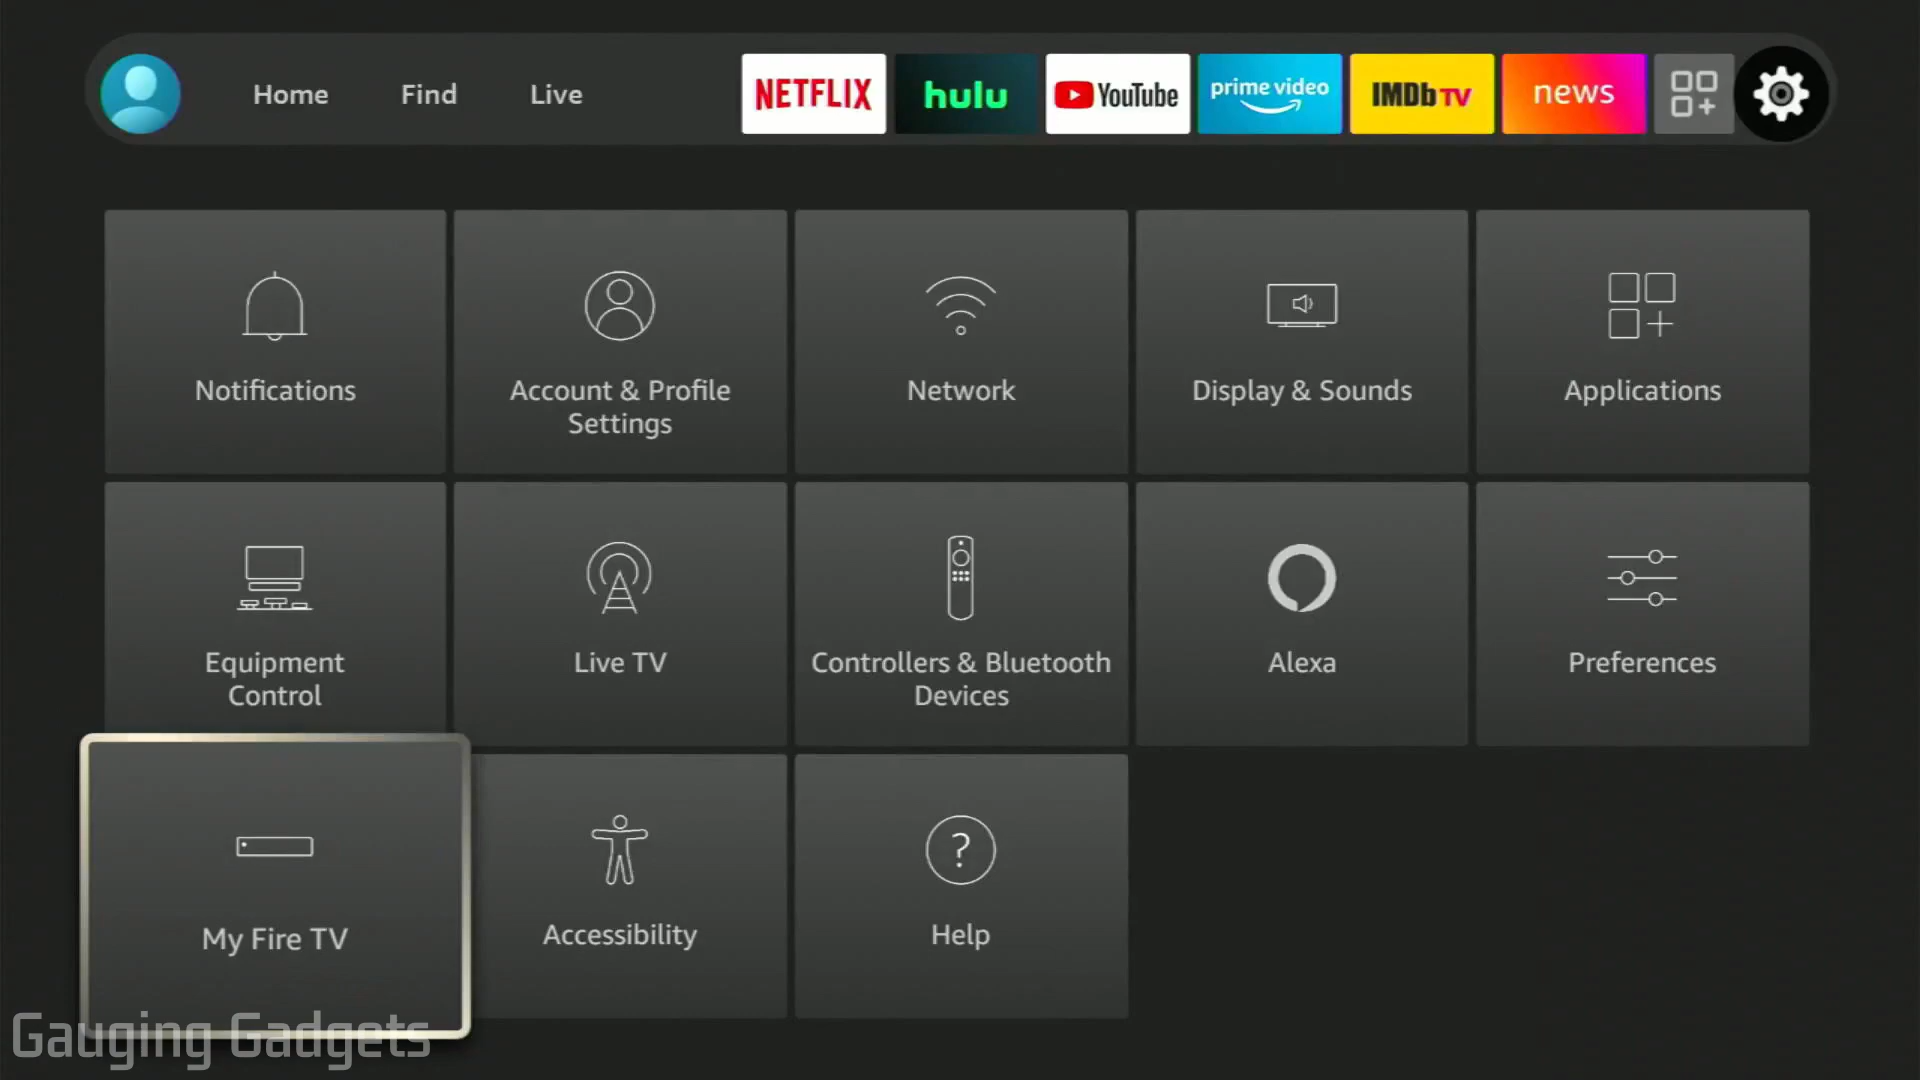 Home Find Live NETFLIX hulu YouTube prime video IMDb TV news
Notifications
Account & Profile
Settings
Network
Display & Sounds
Applications
Equipment
Control
Live TV
Controllers & Bluetooth
Devices
Alexa
Preferences
My Fire TV
Accessibility
?
Help
Gauging Gadgets